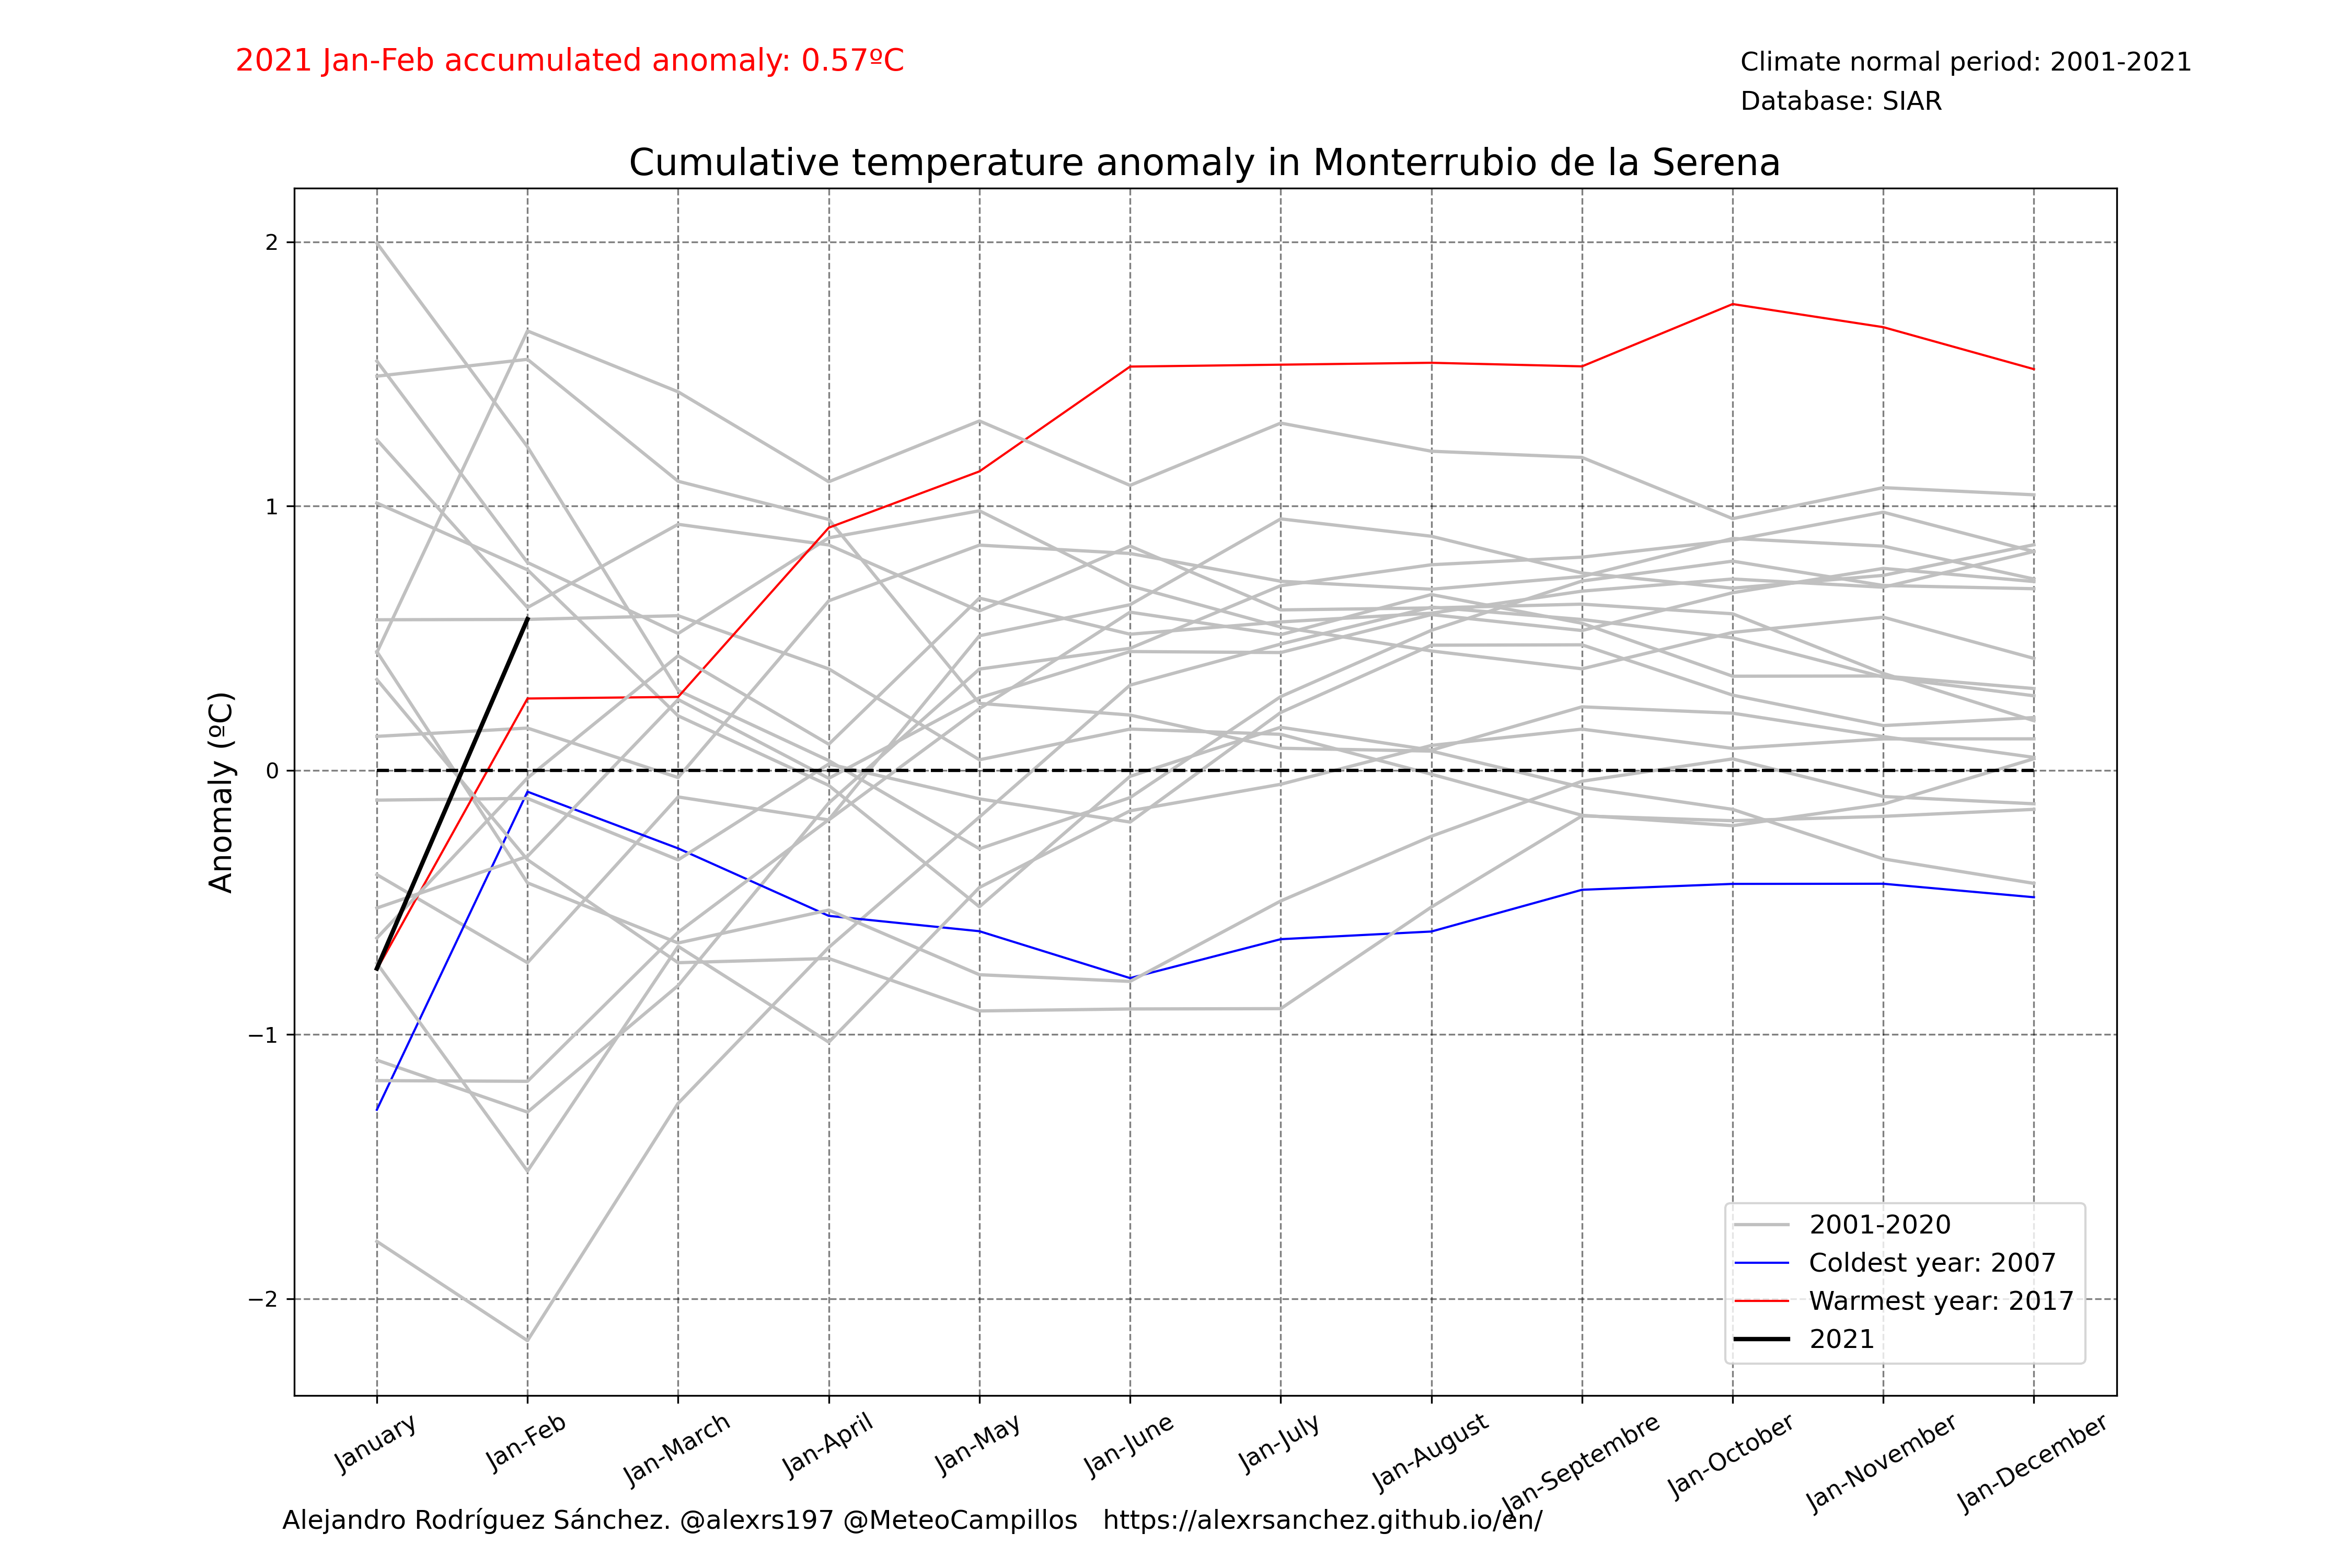 2021 Jan-Feb accumulated anomaly: 0.57ºC
Climate normal period: 2001-2021
Database: SIAR
Cumulative temperature anomaly in Monterrubio de la Serena
Anomaly (ºC)
2
1
0
−1
−2
2001-2020
Coldest year: 2007
Warmest year: 2017
2021
January
Jan-Feb
Jan-March
Jan-April
Jan-May
Jan-June
Jan-July
Jan-August
Jan-Septembre
Jan-October
Jan-November
Jan-December
Alejandro Rodríguez Sánchez. @alexrs197 @MeteoCampillos https://alexrsanchez.github.io/en/